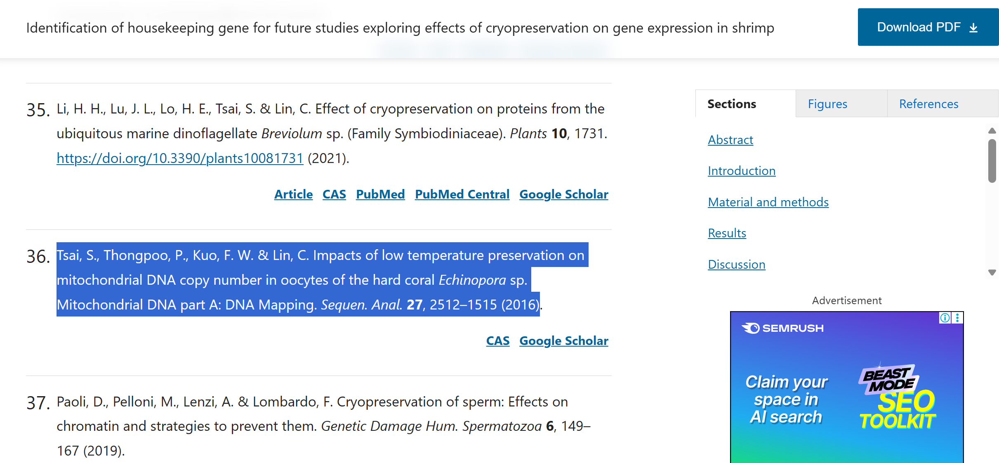 Identification of housekeeping gene for future studies exploring effects of cryopreservation on gene expression in shrimp
Download PDF
35. Li, H. H., Lu, J. L., Lo, H. E., Tsai, S. & Lin, C. Effect of cryopreservation on proteins from the
ubiquitous marine dinoflagellate Breviolum sp. (Family Symbiodiniaceae). Plants 10, 1731.
https://doi.org/10.3390/plants10081731 (2021).
Article CAS PubMed PubMed Central Google Scholar
36. Tsai, S., Thongpoo, P., Kuo, F. W. & Lin, C. Impacts of low temperature preservation on
mitochondrial DNA copy number in oocytes of the hard coral Echinopora sp.
Mitochondrial DNA part A: DNA Mapping. Sequen. Anal. 27, 2512–1515 (2016).
CAS Google Scholar
37. Paoli, D., Pelloni, M., Lenzi, A. & Lombardo, F. Cryopreservation of sperm: Effects on
chromatin and strategies to prevent them. Genetic Damage Hum. Spermatozoa 6, 149–
167 (2019).
Sections Figures References
Abstract
Introduction
Material and methods
Results
Discussion
Advertisement
SEMRUSH
Claim your
space in
AI search
BEAST
MODE
SEO
TOOLKIT